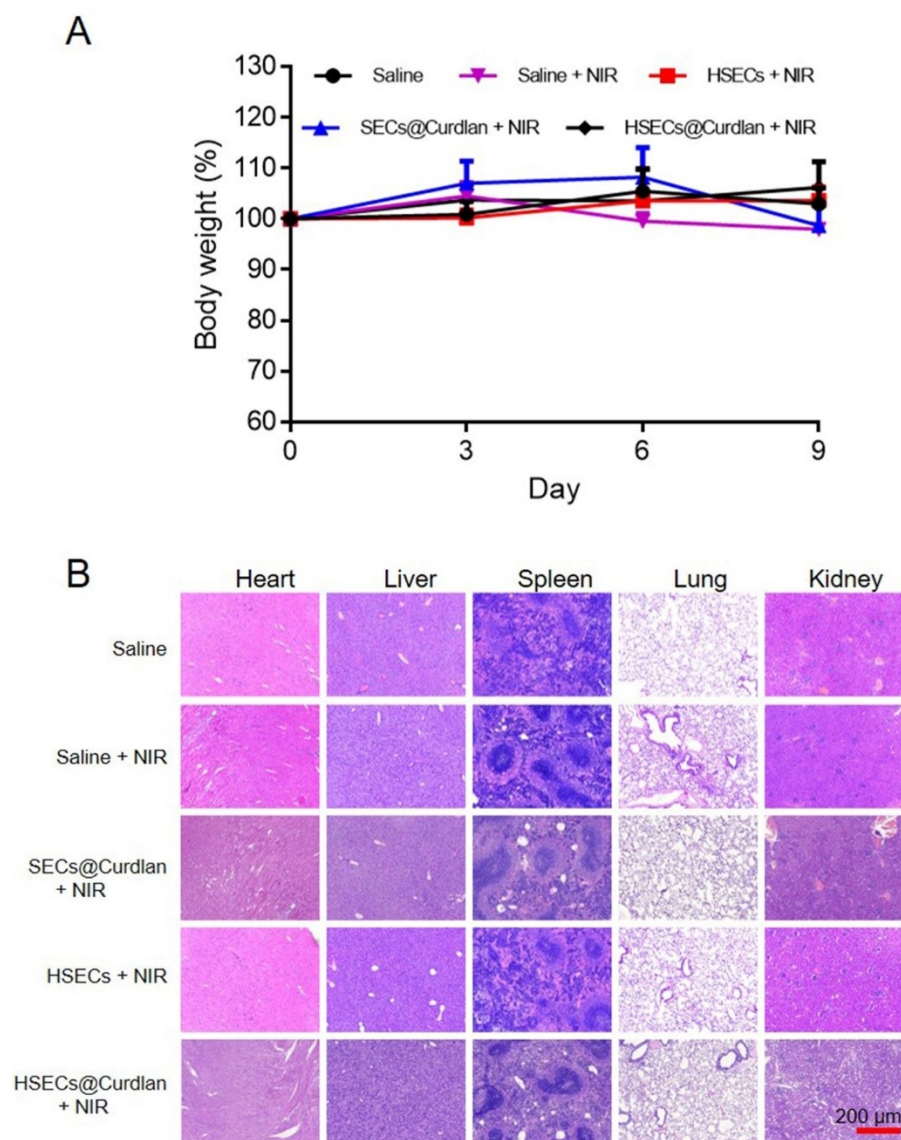 A
130
120
110
100
90
80
70
60
Body weight (%)
Saline
Saline + NIR
HSECs + NIR
SECs@Curdlan + NIR
HSECs@Curdlan + NIR
0 3 6 9
Day
B
Heart Liver Spleen Lung Kidney
Saline
Saline + NIR
SECs@Curdlan
+ NIR
HSECs + NIR
HSECs@Curdlan
+ NIR
200 μm